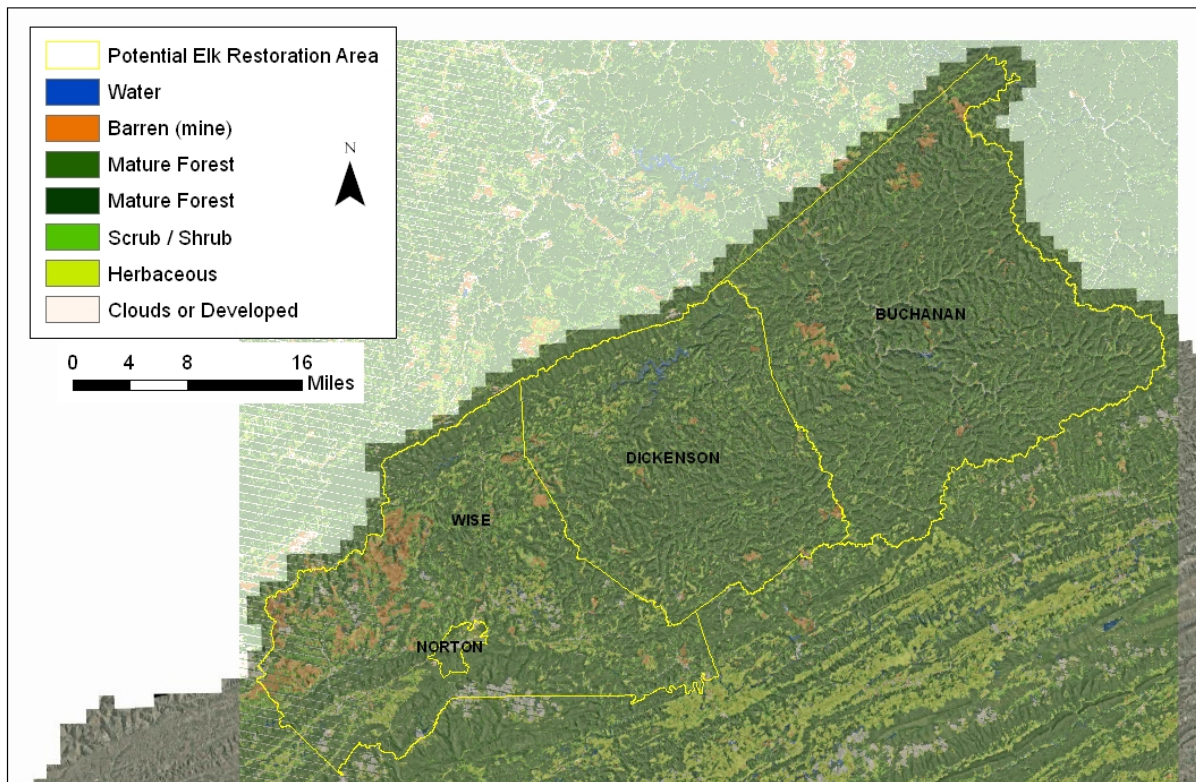 Potential Elk Restoration Area
Water
Barren (mine)
Mature Forest
Mature Forest
Scrub / Shrub
Herbaceous
Clouds or Developed
N
0 4 8 16
Miles
BUCHANAN
DICKENSON
WISE
NORTON